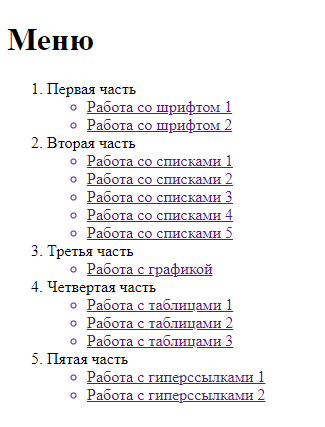 Меню
1. Первая часть
Работа со шрифтом 1
Работа со шрифтом 2
2. Вторая часть
Работа со списками 1
Работа со списками 2
Работа со списками 3
Работа со списками 4
Работа со списками 5
3. Третья часть
Работа с графикой
4. Четвертая часть
Работа с таблицами 1
Работа с таблицами 2
Работа с таблицами 3
5. Пятая часть
Работа с гиперссылками 1
Работа с гиперссылками 2